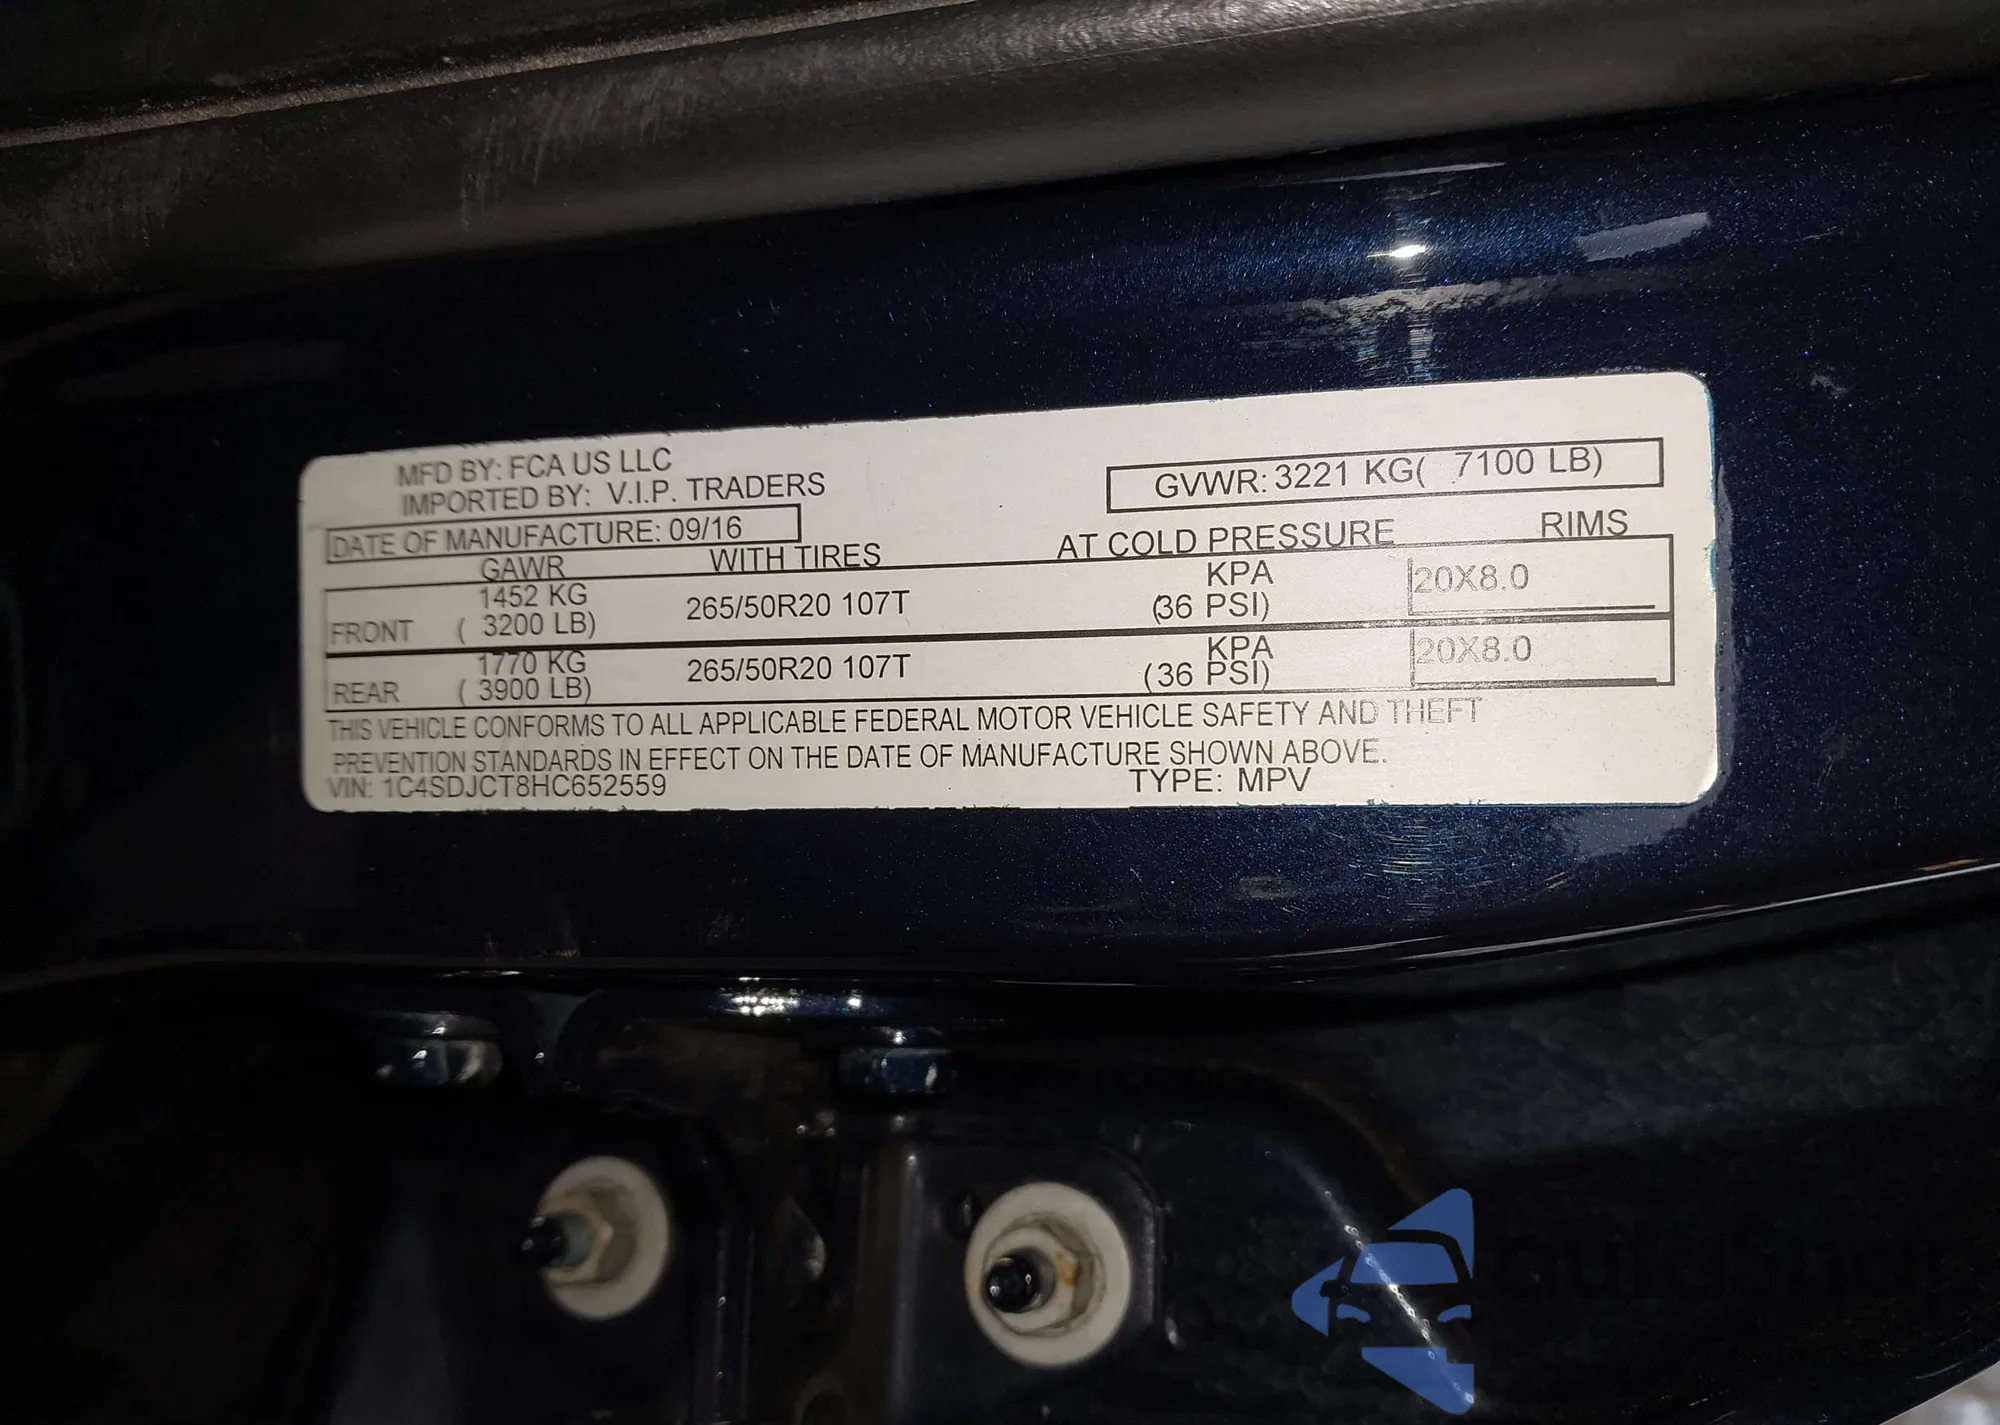 MFD BY: FCA US LLC
IMPORTED BY: V.I.P. TRADERS
GVWR: 3221 KG( 7100 LB)
DATE OF MANUFACTURE: 09/16
GAWR WITH TIRES AT COLD PRESSURE RIMS
1452 KG KPA
FRONT ( 3200 LB) 265/50R20 107T (36 PSI) 20X8.0
1770 KG KPA
REAR ( 3900 LB) 265/50R20 107T (36 PSI) 20X8.0
THIS VEHICLE CONFORMS TO ALL APPLICABLE FEDERAL MOTOR VEHICLE SAFETY AND THEFT
PREVENTION STANDARDS IN EFFECT ON THE DATE OF MANUFACTURE SHOWN ABOVE.
VIN: 1C4SDJCT8HC652559 TYPE: MPV